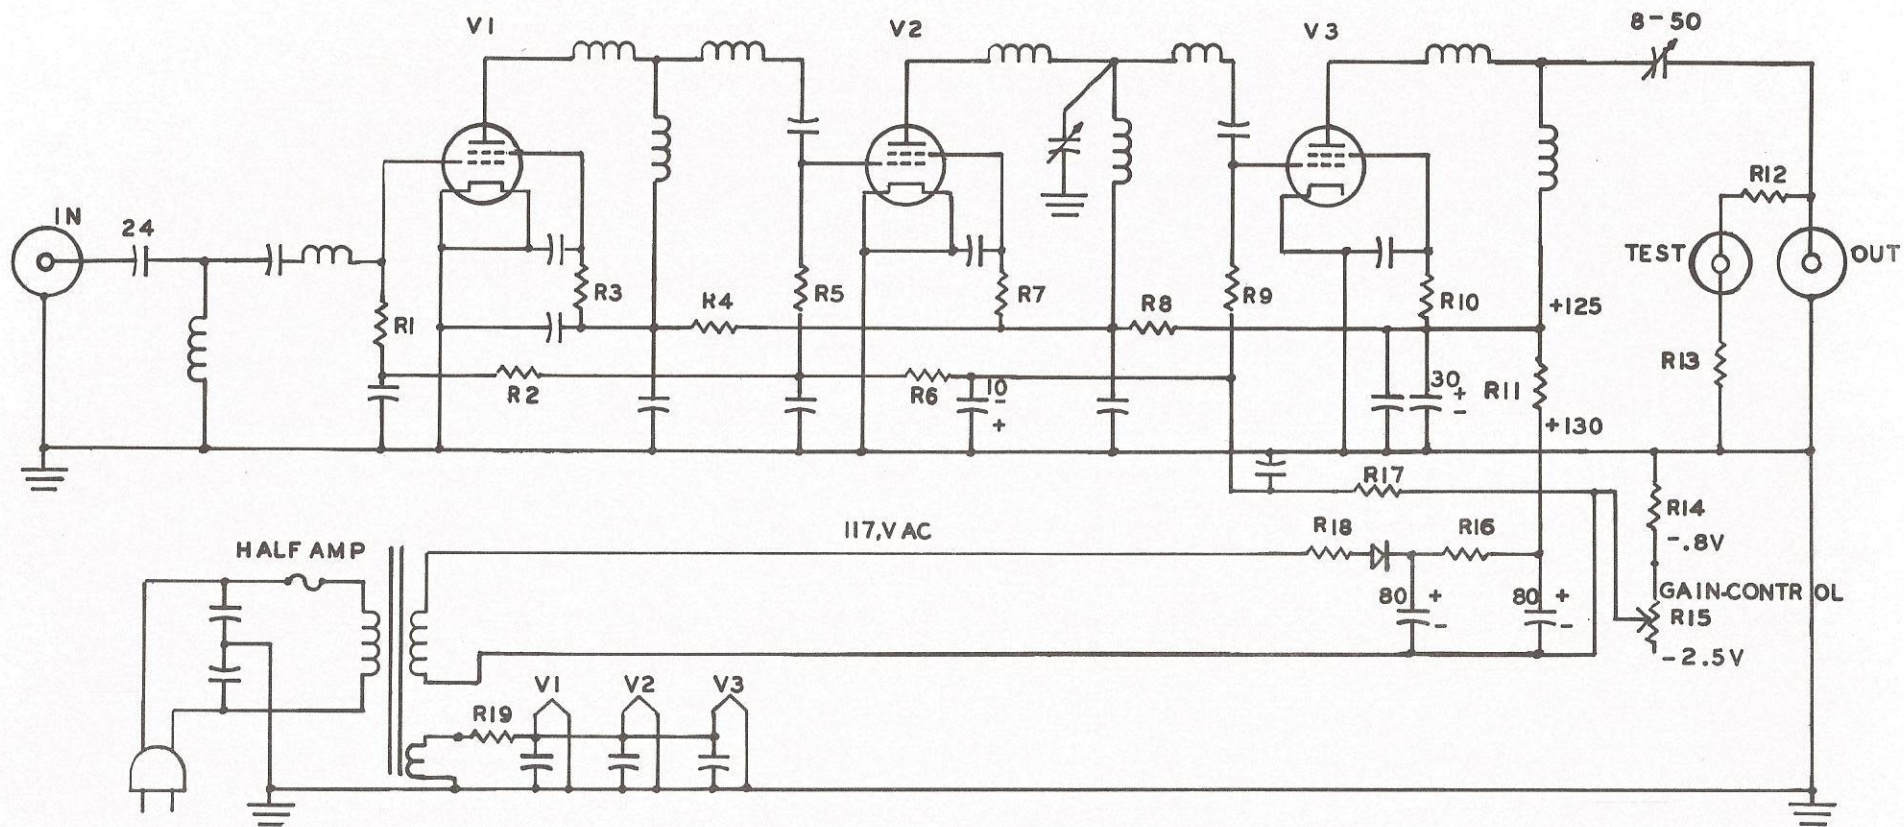 V1
V2
V3
8-50
IN
24
R12
TEST
OUT
R1
R3
R4
R5
R7
R8
R9
R10
+125
R13
R2
R6
10
-
+
30
+
-
R11
+130
R17
R14
-.8V
117,VAC
R18
R16
HALF AMP
80 +
-
80 +
-
GAIN-CONTROL
R15
-2.5V
V1
V2
V3
R19